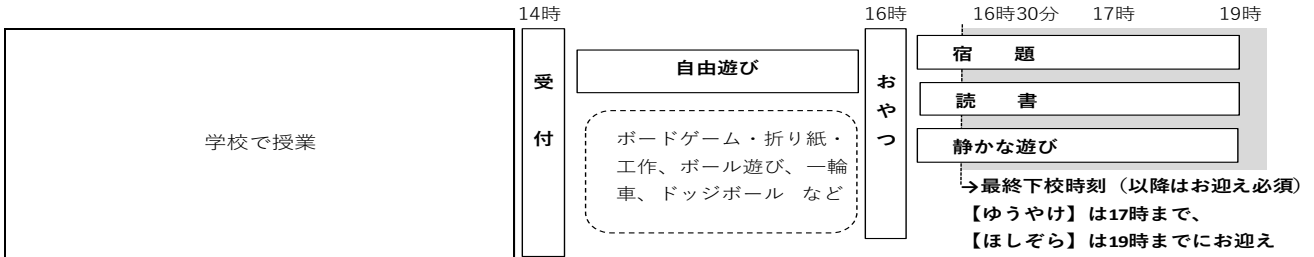 14時
16時
16時30分
17時
19時
学校で授業
受付
自由遊び
ボードゲーム・折り紙・
工作、ボール遊び、一輪
車、ドッジボール など
おやつ
宿 題
読 書
静かな遊び
→最終下校時刻（以降はお迎え必須）
【ゆうやけ】は17時まで、
【ほしぞら】は19時までにお迎え